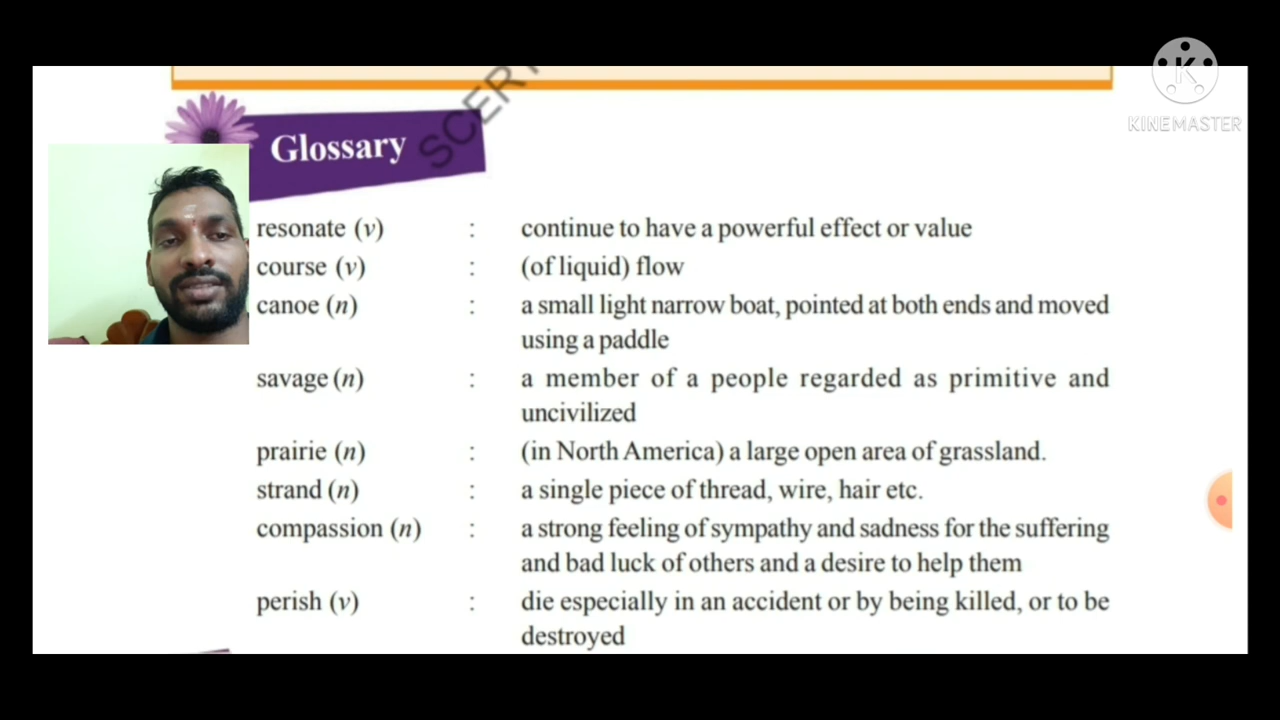 KINEMASTER
SCERT
Glossary
resonate (v) : continue to have a powerful effect or value
course (v) : (of liquid) flow
canoe (n) : a small light narrow boat, pointed at both ends and moved
using a paddle
savage (n) : a member of a people regarded as primitive and
uncivilized
prairie (n) : (in North America) a large open area of grassland.
strand (n) : a single piece of thread, wire, hair etc.
compassion (n) : a strong feeling of sympathy and sadness for the suffering
and bad luck of others and a desire to help them
perish (v) : die especially in an accident or by being killed, or to be
destroyed